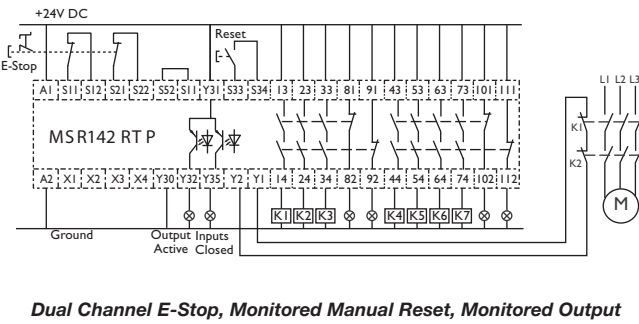 +24V DC
Reset
E-Stop
A1 S11 S12 S21 S22 S52 S11 Y31 S33 S34 13 23 33 81 91 43 53 63 73 101 111
L1 L2 L3
MSR142 RTP
K1
K2
A2 X1 X2 X3 X4 Y30 Y32 Y35 Y2 Y1 14 24 34 82 92 44 54 64 74 102 112
K1 K2 K3 K4 K5 K6 K7
M
Ground
Output Active
Inputs Closed
Dual Channel E-Stop, Monitored Manual Reset, Monitored Output